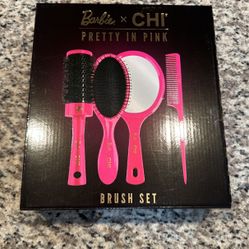 Barbie × CHI
PRETTY IN PINK
BRUSH SET